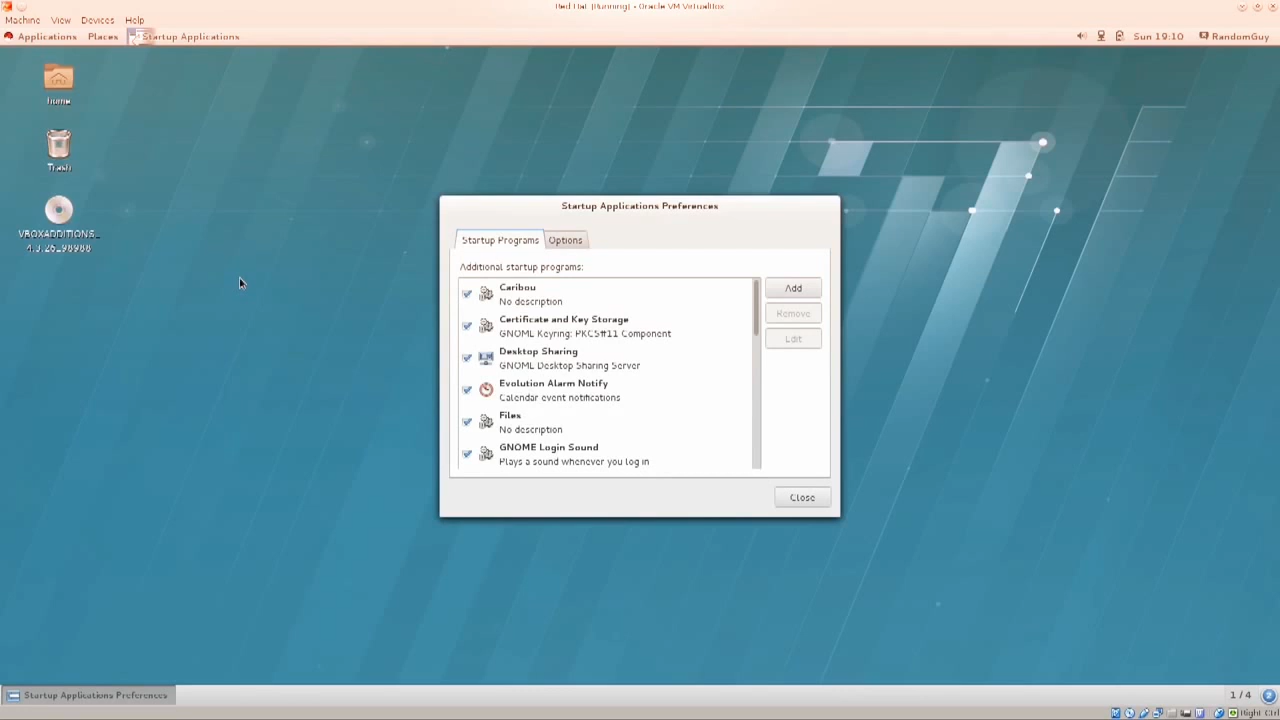 Red Hat [Running] - Oracle VM VirtualBox
Machine View Devices Help
Applications Places Startup Applications Sun 19:10 RandomGuy
home
Trash
VBOXADDITIONS_
4.3.26_98988
Startup Applications Preferences
Startup Programs Options
Additional startup programs:
Caribou
No description
Certificate and Key Storage
GNOME Keyring: PKCS#11 Component
Desktop Sharing
GNOME Desktop Sharing Server
Evolution Alarm Notify
Calendar event notifications
Files
No description
GNOME Login Sound
Plays a sound whenever you log in
Add
Remove
Edit
Close
Startup Applications Preferences
1 / 4
Right Ctrl